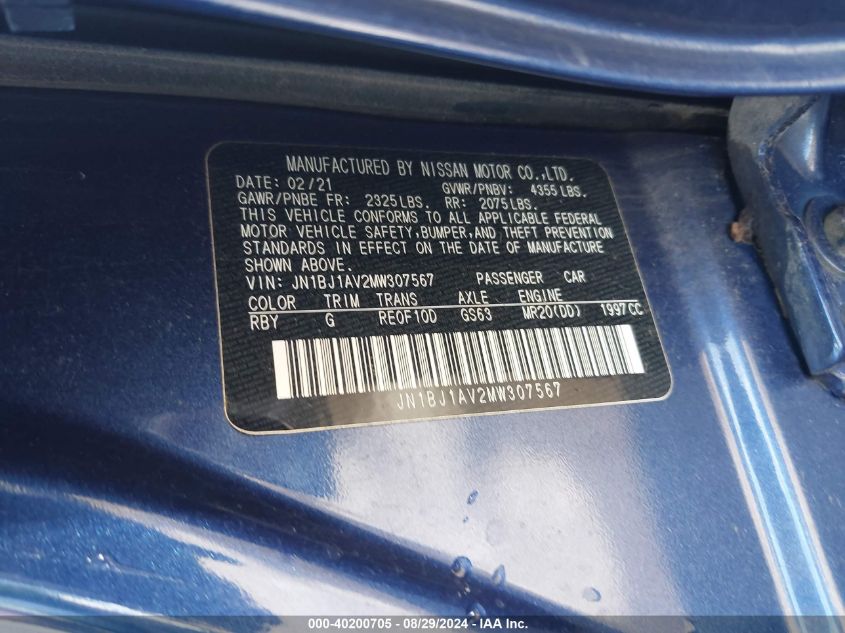 MANUFACTURED BY NISSAN MOTOR CO.,LTD.
DATE: 02/21 GVWR/PNBV: 4355 LBS.
GAWR/PNBE FR: 2325 LBS. RR: 2075 LBS.
THIS VEHICLE CONFORMS TO ALL APPLICABLE FEDERAL
MOTOR VEHICLE SAFETY,BUMPER,AND THEFT PREVENTION
STANDARDS IN EFFECT ON THE DATE OF MANUFACTURE
SHOWN ABOVE.
VIN: JN1BJ1AV2MW307567 PASSENGER CAR
COLOR TRIM TRANS AXLE ENGINE
RBY G RE0F10D GS63 MR20(DD) 1997CC
JN1BJ1AV2MW307567
000-40200705 - 08/29/2024 - IAA Inc.